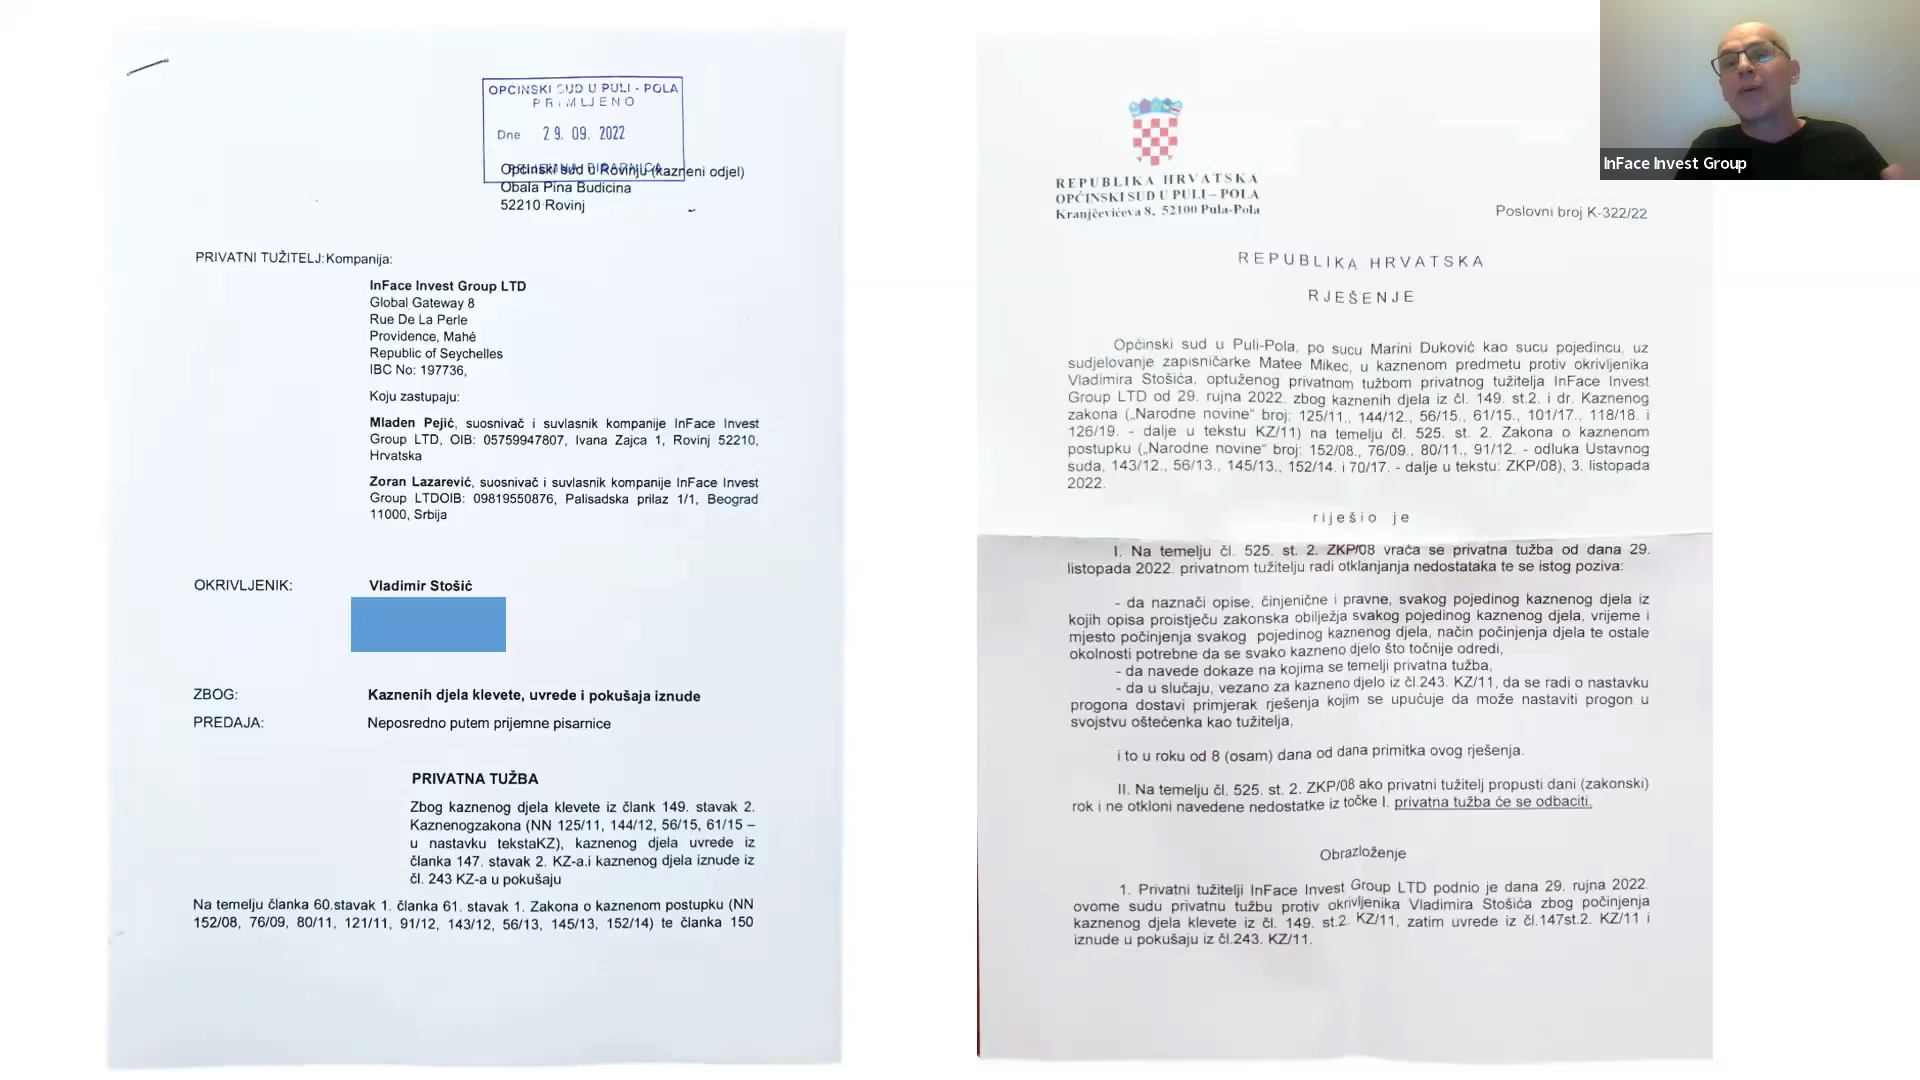 OPĆINSKI SUD U PULI - POLA
PRIMLJENO
Dne 29. 09. 2022
PRIJEMNA PISARNICA
Općinski sud u Rovinju (kazneni odjel)
Obala Pina Budicina
52210 Rovinj
PRIVATNI TUŽITELJ: Kompanija:
InFace Invest Group LTD
Global Gateway 8
Rue De La Perle
Providence, Mahé
Republic of Seychelles
IBC No: 197736,
Koju zastupaju:
Mladen Pejić, suosnivač i suvlasnik kompanije InFace Invest
Group LTD, OIB: 05759947807, Ivana Zajca 1, Rovinj 52210,
Hrvatska
Zoran Lazarević, suosnivač i suvlasnik kompanije InFace Invest
Group LTDOIB: 09819550876, Palisadska prilaz 1/1, Beograd
11000, Srbija
OKRIVLJENIK: Vladimir Stošić
ZBOG: Kaznenih djela klevete, uvrede i pokušaja iznude
PREDAJA: Neposredno putem prijemne pisarnice
PRIVATNA TUŽBA
Zbog kaznenog djela klevete iz člank 149. stavak 2.
Kaznenogzakona (NN 125/11, 144/12, 56/15, 61/15 –
u nastavku tekstaKZ), kaznenog djela uvrede iz
članka 147. stavak 2. KZ-a.i kaznenog djela iznude iz
čl. 243 KZ-a u pokušaju
Na temelju članka 60.stavak 1. članka 61. stavak 1. Zakona o kaznenom postupku (NN
152/08, 76/09, 80/11, 121/11, 91/12, 143/12, 56/13, 145/13, 152/14) te članka 150
REPUBLIKA HRVATSKA
OPĆINSKI SUD U PULI – POLA
Kranjčevićeva 8, 52100 Pula-Pola
Poslovni broj K-322/22
REPUBLIKA HRVATSKA
RJEŠENJE
Općinski sud u Puli-Pola, po sucu Marini Duković kao sucu pojedincu, uz
sudjelovanje zapisničarke Matee Mikec, u kaznenom predmetu protiv okrivljenika
Vladimira Stošića, optuženog privatnom tužbom privatnog tužitelja InFace Invest
Group LTD od 29. rujna 2022. zbog kaznenih djela iz čl. 149. st.2. i dr. Kaznenog
zakona („Narodne novine“ broj: 125/11., 144/12., 56/15., 61/15., 101/17., 118/18. i
126/19. - dalje u tekstu KZ/11) na temelju čl. 525. st. 2. Zakona o kaznenom
postupku („Narodne novine“ broj: 152/08., 76/09., 80/11., 91/12. - odluka Ustavnog
suda, 143/12., 56/13., 145/13., 152/14. i 70/17. - dalje u tekstu: ZKP/08), 3. listopada
2022.
riješio je
I. Na temelju čl. 525. st. 2. ZKP/08 vraća se privatna tužba od dana 29.
listopada 2022. privatnom tužitelju radi otklanjanja nedostataka te se istog poziva:
- da naznači opise, činjenične i pravne, svakog pojedinog kaznenog djela iz
kojih opisa proistječu zakonska obilježja svakog pojedinog kaznenog djela, vrijeme i
mjesto počinjenja svakog pojedinog kaznenog djela, način počinjenja djela te ostale
okolnosti potrebne da se svako kazneno djelo što točnije odredi,
- da navede dokaze na kojima se temelji privatna tužba,
- da u slučaju, vezano za kazneno djelo iz čl.243. KZ/11, da se radi o nastavku
progona dostavi primjerak rješenja kojim se upućuje da može nastaviti progon u
svojstvu oštećenka kao tužitelja,
i to u roku od 8 (osam) dana od dana primitka ovog rješenja.
II. Na temelju čl. 525. st. 2. ZKP/08 ako privatni tužitelj propusti dani (zakonski)
rok i ne otkloni navedene nedostatke iz točke I. privatna tužba će se odbaciti.
Obrazloženje
1. Privatni tužitelji InFace Invest Group LTD podnio je dana 29. rujna 2022.
ovome sudu privatnu tužbu protiv okrivljenika Vladimira Stošića zbog počinjenja
kaznenog djela klevete iz čl. 149. st.2. KZ/11, zatim uvrede iz čl.147st.2. KZ/11 i
iznude u pokušaju iz čl.243. KZ/11.
InFace Invest Group